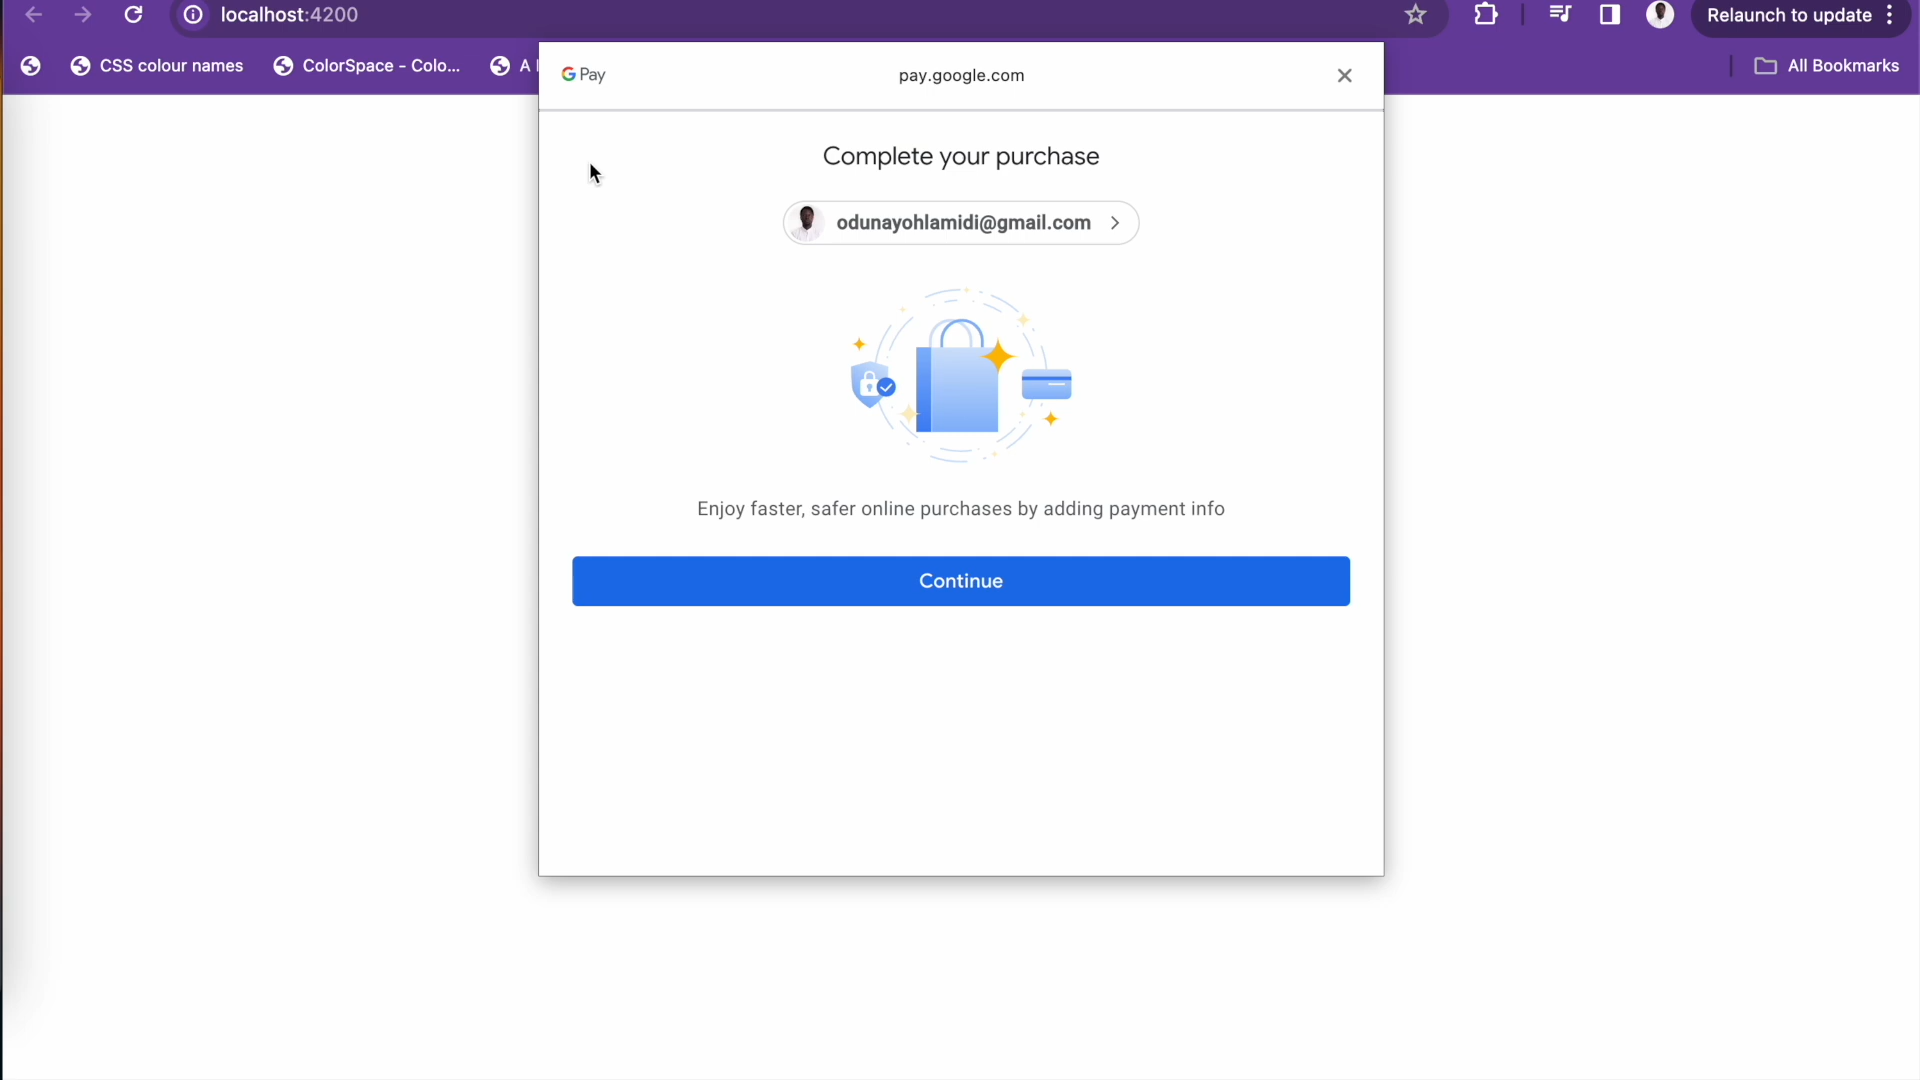 localhost:4200
Relaunch to update
CSS colour names
ColorSpace - Colo...
A
All Bookmarks
G Pay
pay.google.com
Complete your purchase
odunayohlamidi@gmail.com
Enjoy faster, safer online purchases by adding payment info
Continue